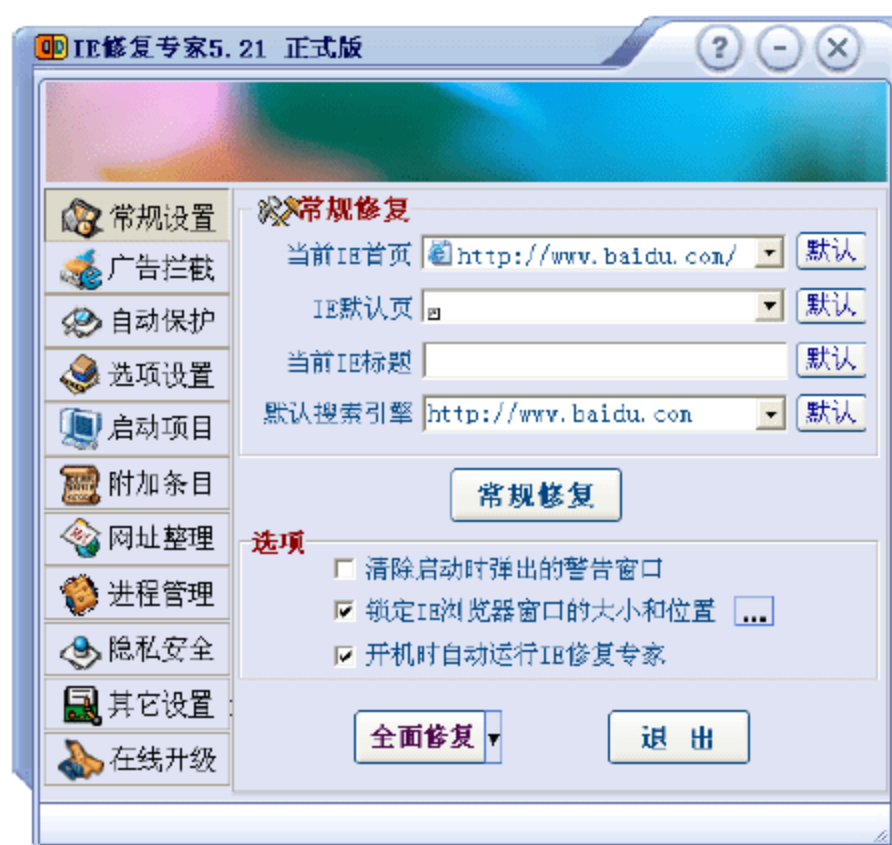 IE修复专家5.21 正式版
常规设置
广告拦截
自动保护
选项设置
启动项目
附加条目
网址整理
进程管理
隐私安全
其它设置
在线升级
常规修复
当前IE首页 http://www.baidu.com/ 默认
IE默认页 默认
当前IE标题 默认
默认搜索引擎 http://www.baidu.com 默认
常规修复
选项
清除启动时弹出的警告窗口
锁定IE浏览器窗口的大小和位置 ...
开机时自动运行IE修复专家
全面修复 退 出